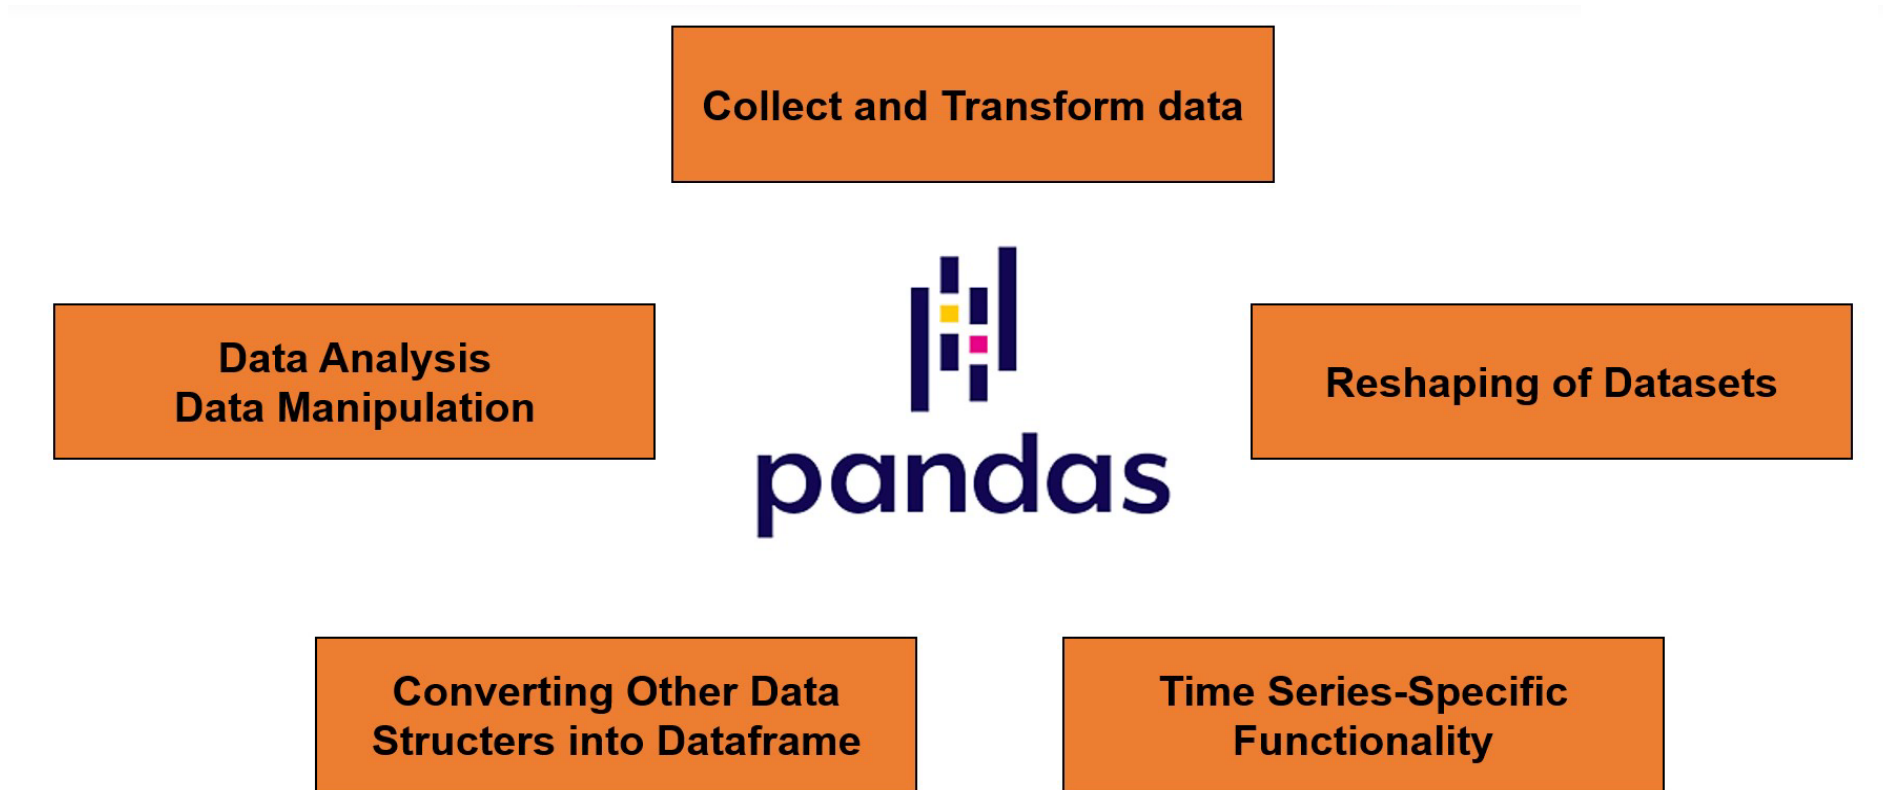 Collect and Transform data
Data Analysis
Data Manipulation
pandas
Reshaping of Datasets
Converting Other Data
Structers into Dataframe
Time Series-Specific
Functionality